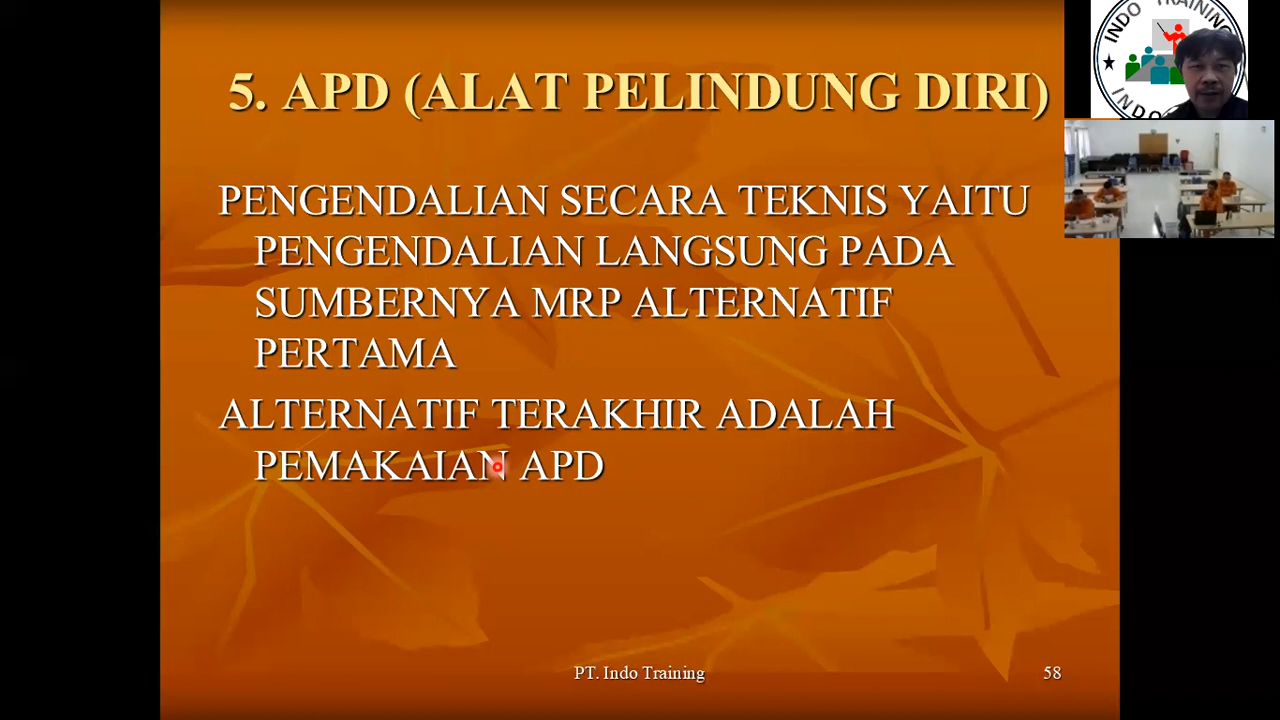 5. APD (ALAT PELINDUNG DIRI)
PENGENDALIAN SECARA TEKNIS YAITU
PENGENDALIAN LANGSUNG PADA
SUMBERNYA MRP ALTERNATIF
PERTAMA
ALTERNATIF TERAKHIR ADALAH
PEMAKAIAN APD
PT. Indo Training
58
INDO TRAINING
INDO